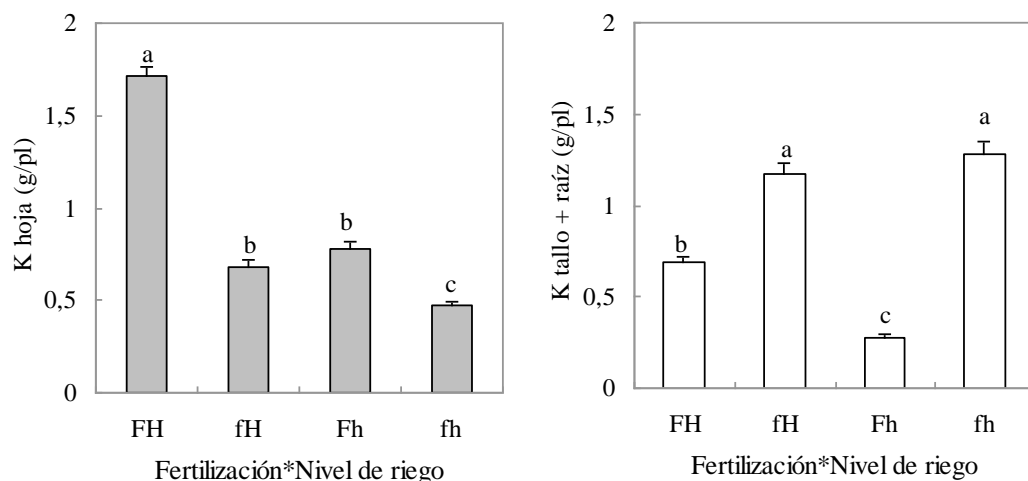 K hoja (g/pl)
2
1,5
1
0,5
0
a
b
b
c
FH
fH
Fh
fh
Fertilización*Nivel de riego
K tallo + raíz (g/pl)
2
1,5
1
0,5
0
b
a
c
a
FH
fH
Fh
fh
Fertilización*Nivel de riego